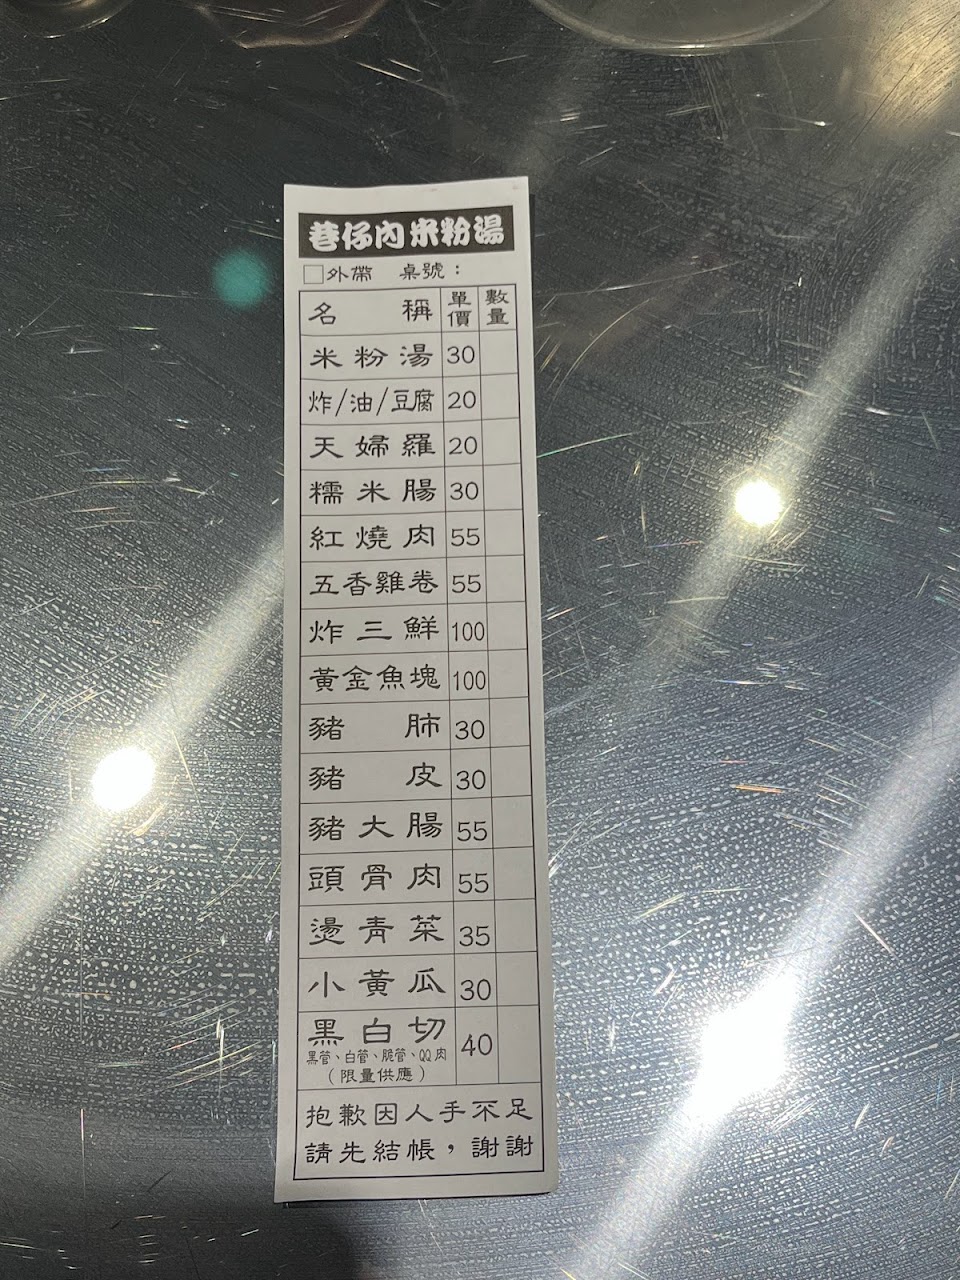 巷仔內米粉湯
□外帶 桌號：
名稱 單價 數量
米粉湯 30
炸/油/豆腐 20
天婦羅 20
糯米腸 30
紅燒肉 55
五香雞卷 55
炸三鮮 100
黃金魚塊 100
豬肺 30
豬皮 30
豬大腸 55
頭骨肉 55
燙青菜 35
小黃瓜 30
黑白切 40
黑管、白管、脆管、QQ肉
（限量供應）
抱歉因人手不足
請先結帳，謝謝